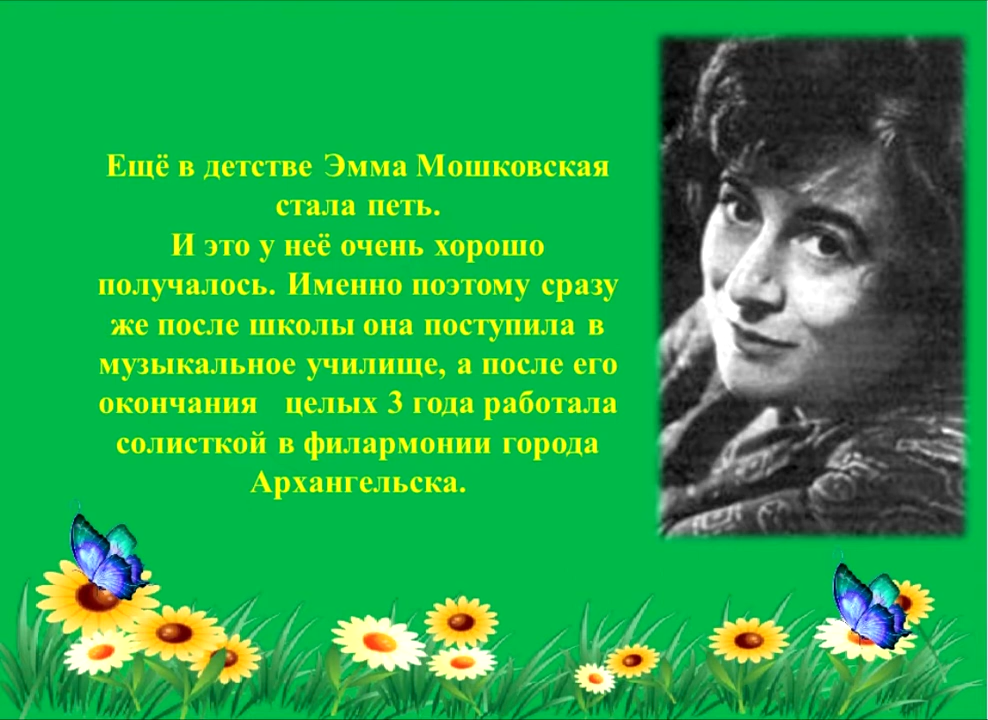 Ещё в детстве Эмма Мошковская
стала петь.
И это у неё очень хорошо
получалось. Именно поэтому сразу
же после школы она поступила в
музыкальное училище, а после его
окончания целых 3 года работала
солисткой в филармонии города
Архангельска.